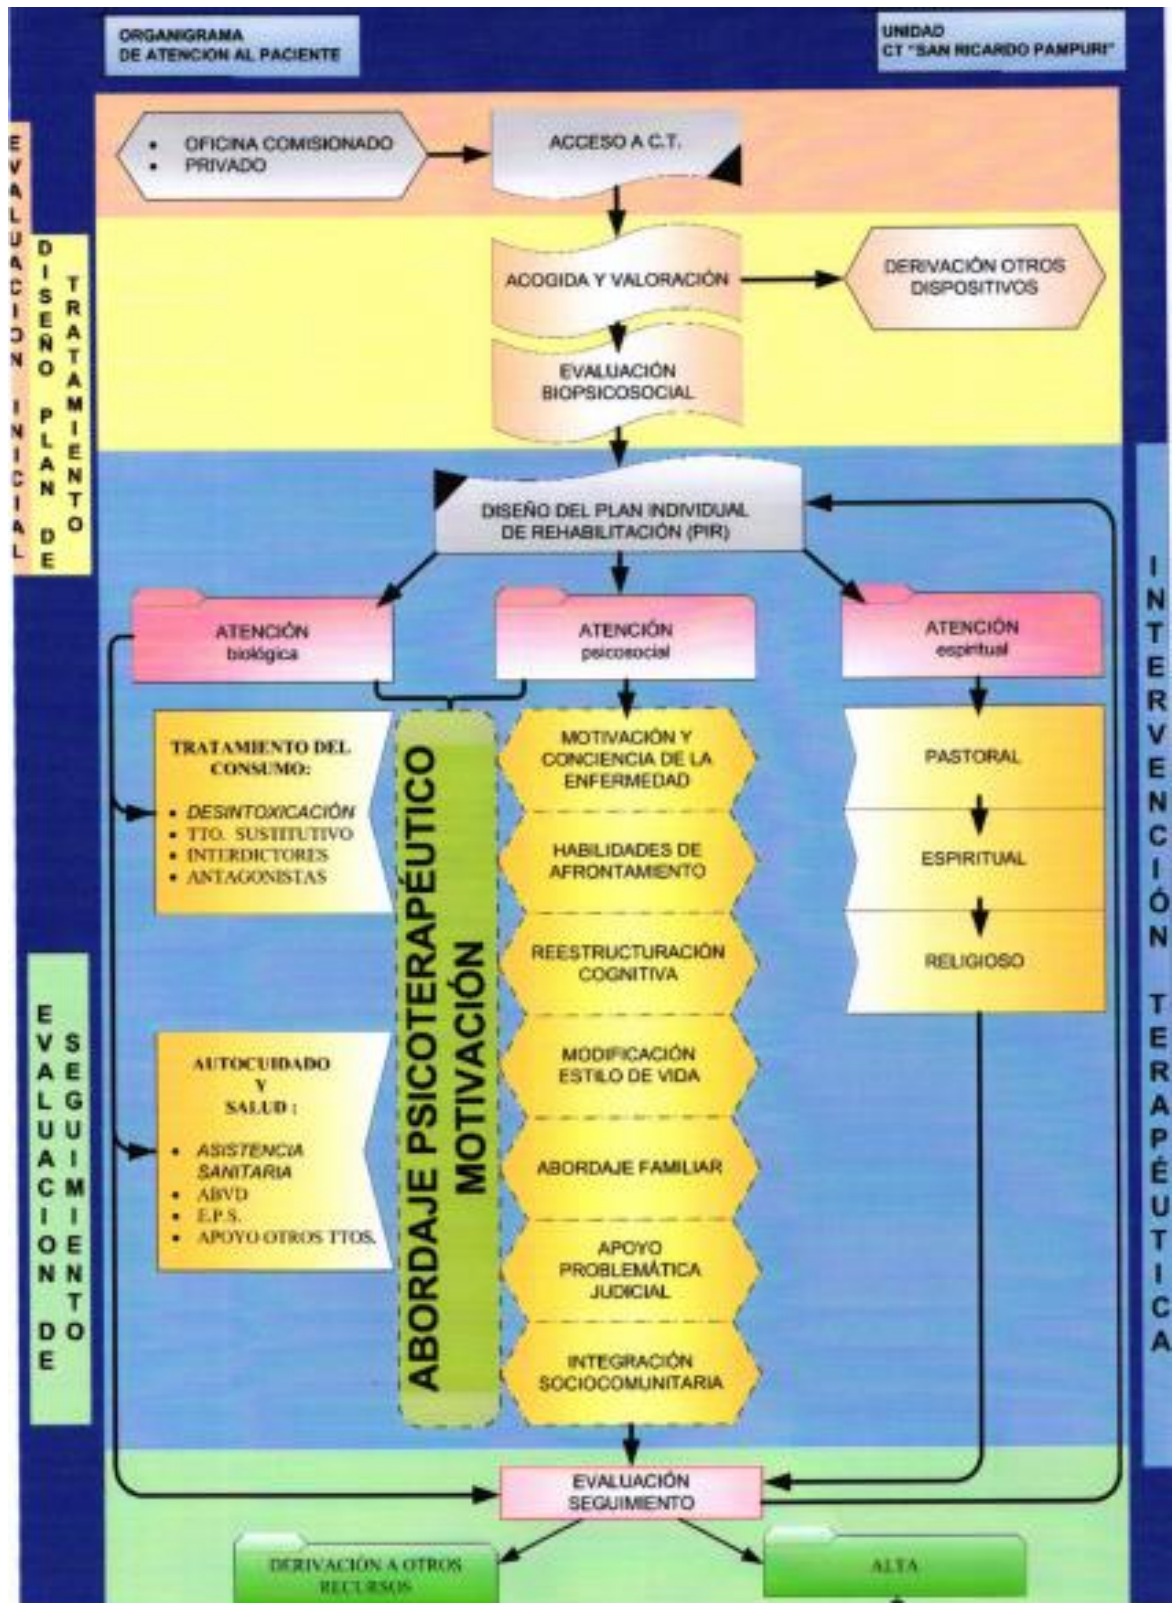 ORGANIGRAMA
DE ATENCION AL PACIENTE
UNIDAD
CT "SAN RICARDO PAMPURI"
EVALUACION INICIAL
DISEÑO PLAN DE
TRATAMIENTO
• OFICINA COMISIONADO
• PRIVADO
ACCESO A C.T.
ACOGIDA Y VALORACIÓN
DERIVACIÓN OTROS
DISPOSITIVOS
EVALUACIÓN
BIOPSICOSOCIAL
DISEÑO DEL PLAN INDIVIDUAL
DE REHABILITACIÓN (PIR)
INTERVENCIÓN TERAPÉUTICA
ATENCIÓN
biológica
ATENCIÓN
psicosocial
ATENCIÓN
espiritual
TRATAMIENTO DEL
CONSUMO:
• DESINTOXICACIÓN
• TTO. SUSTITUTIVO
• INTERDICTORES
• ANTAGONISTAS
AUTOCUIDADO
Y
SALUD :
• ASISTENCIA
SANITARIA
• ABVD
• E.P.S.
• APOYO OTROS TTOS.
ABORDAJE PSICOTERAPÉUTICO
MOTIVACIÓN
MOTIVACIÓN Y
CONCIENCIA DE LA
ENFERMEDAD
HABILIDADES DE
AFRONTAMIENTO
REESTRUCTURACIÓN
COGNITIVA
MODIFICACIÓN
ESTILO DE VIDA
ABORDAJE FAMILIAR
APOYO
PROBLEMÁTICA
JUDICIAL
INTEGRACIÓN
SOCIOCOMUNITARIA
PASTORAL
ESPIRITUAL
RELIGIOSO
EVALUACION DE
SEGUIMIENTO
EVALUACIÓN
SEGUIMIENTO
DERIVACIÓN A OTROS
RECURSOS
ALTA